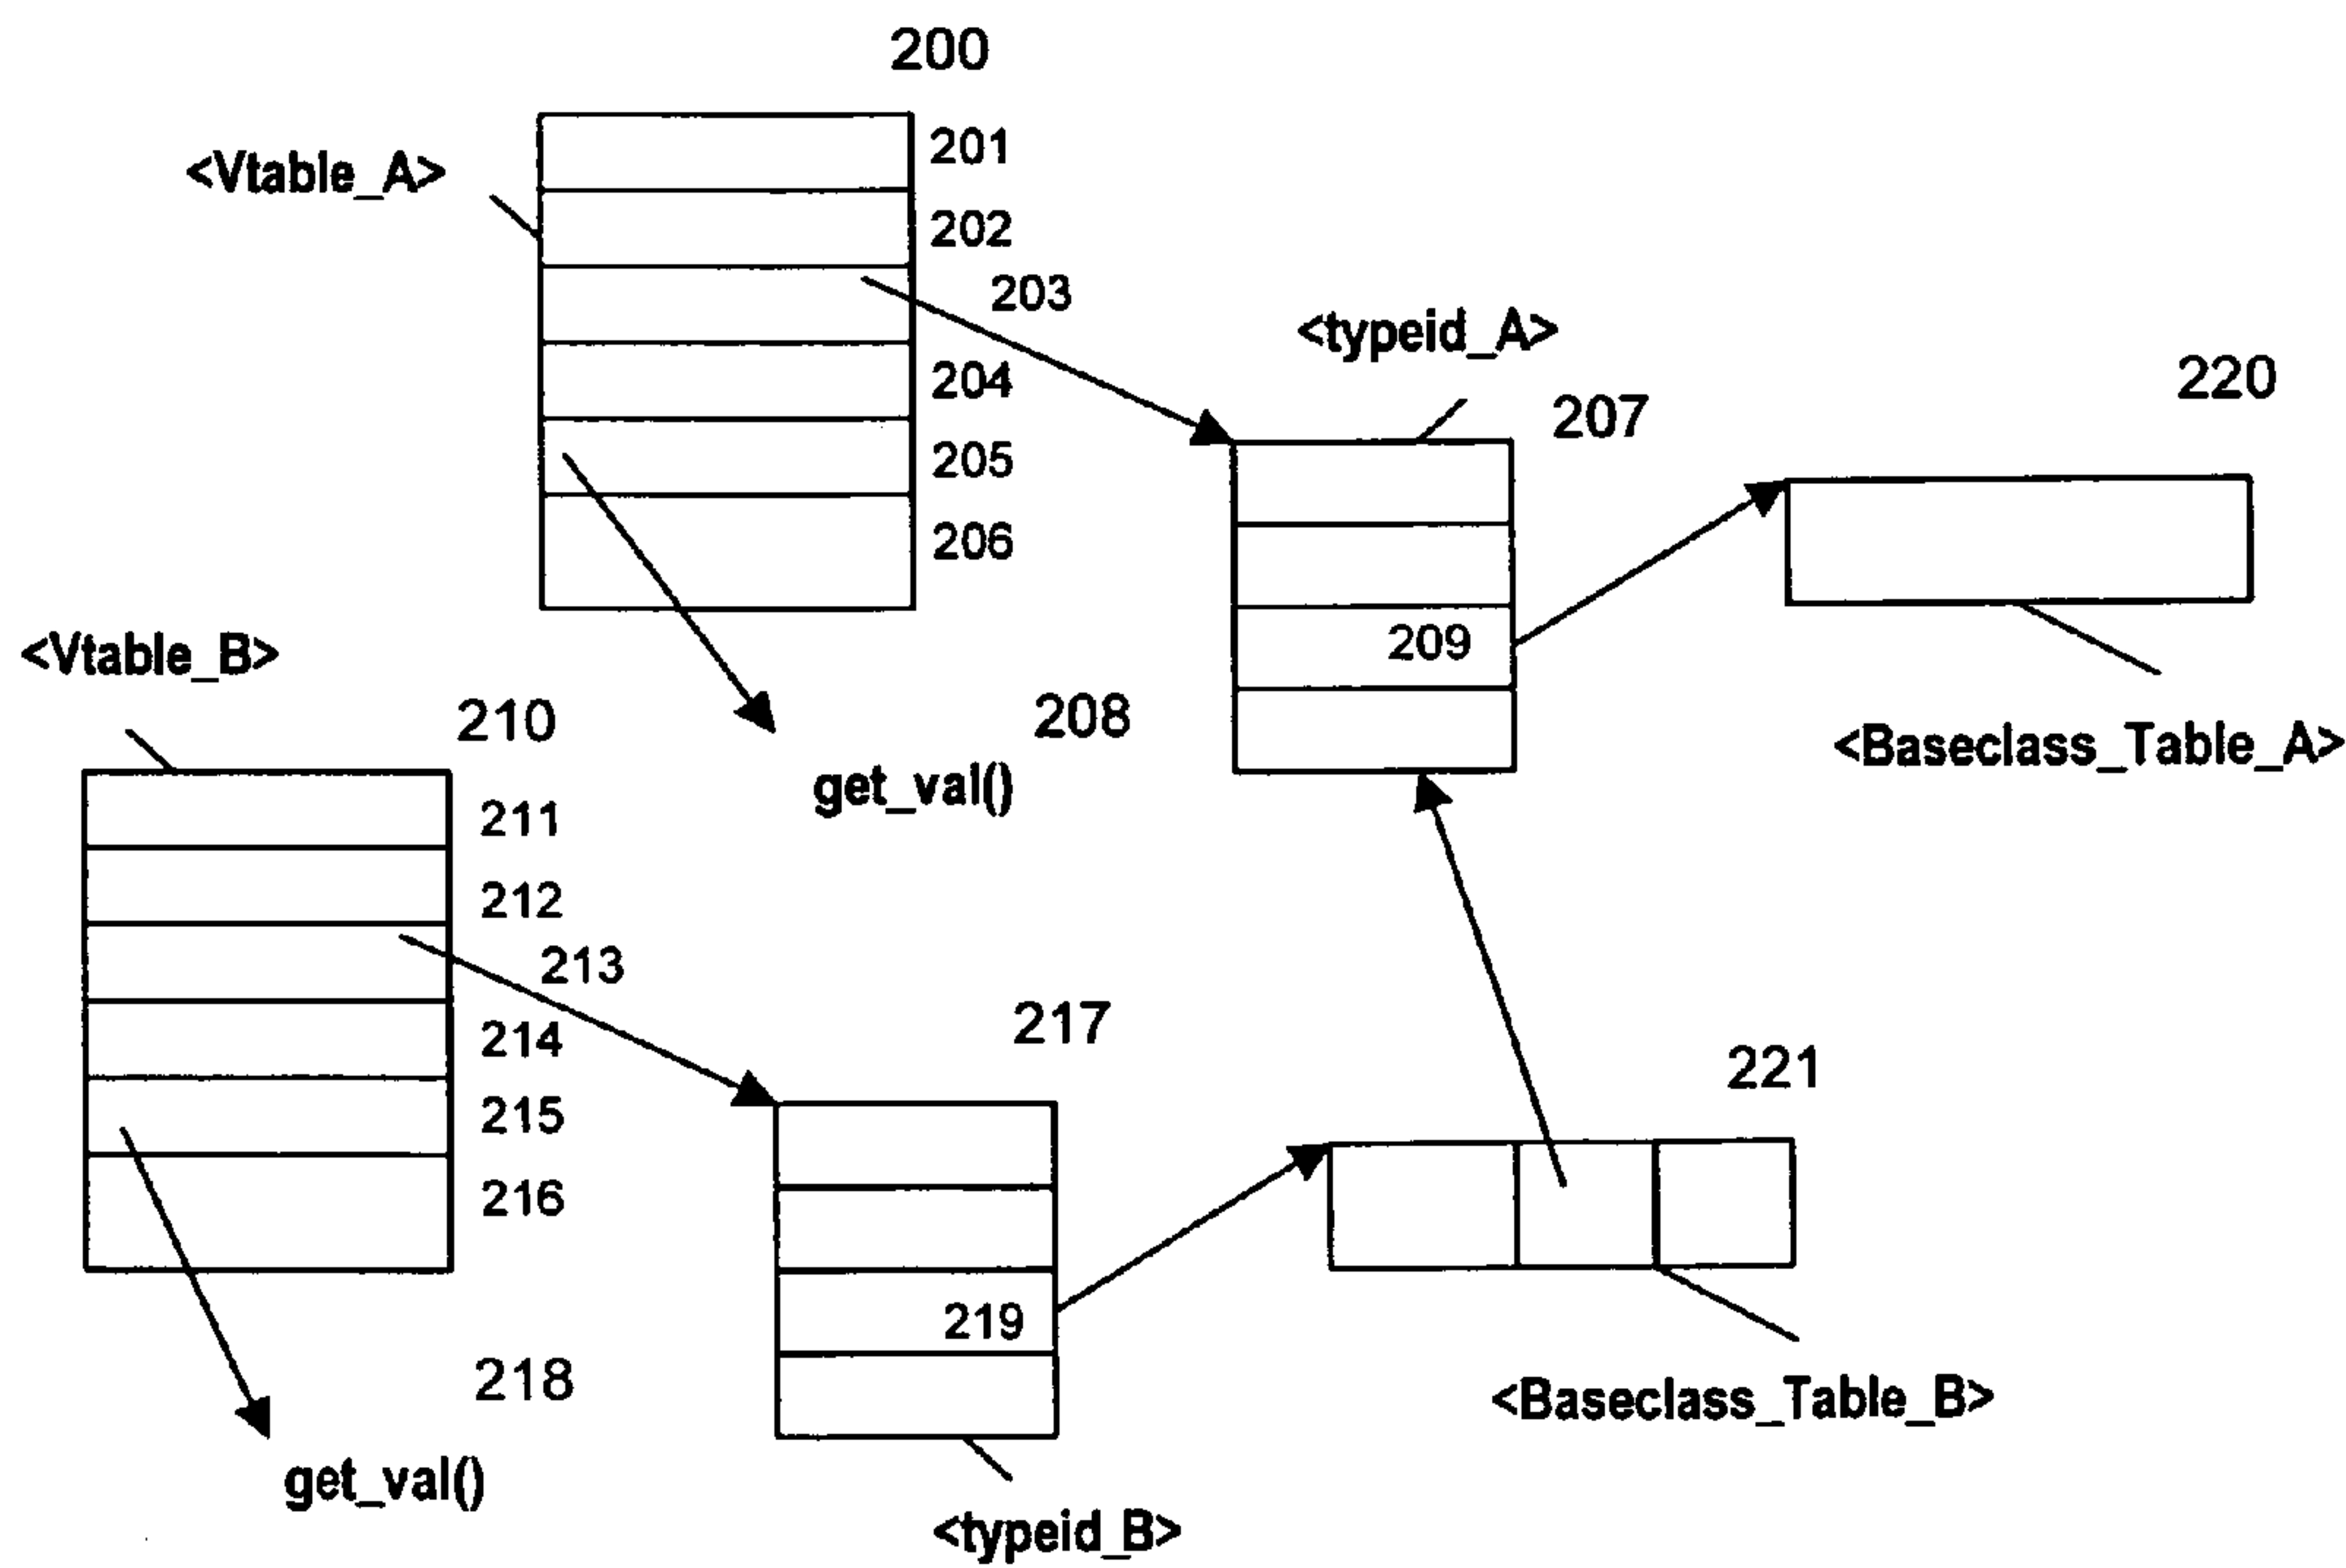 200
201
<Vtable_A>
202
203
<typeid_A>
204
220
207
205
206
209
<Vtable_B>
210
208
<Baseclass_Table_A>
get_val()
211
212
213
217
214
221
215
216
219
218
<Baseclass_Table_B>
get_val()
<typeid_B>